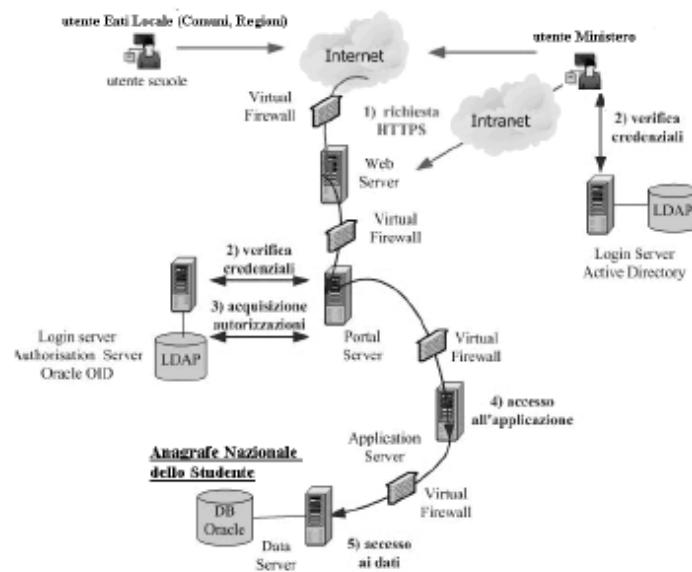 utente Enti Locale (Comuni, Regioni)
utente scuole
Internet
utente Ministero
Virtual
Firewall
1) richiesta
HTTPS
Intranet
2) verifica
credenziali
Web
Server
LDAP
Login Server
Active Directory
Virtual
Firewall
2) verifica
credenziali
3) acquisizione
autorizzazioni
Portal
Server
Login server
Authorisation Server
Oracle OID
LDAP
Virtual
Firewall
4) accesso
all'applicazione
Application
Server
Anagrafe Nazionale
dello Studente
Virtual
Firewall
DB
Oracle
Data
Server
5) accesso
ai dati